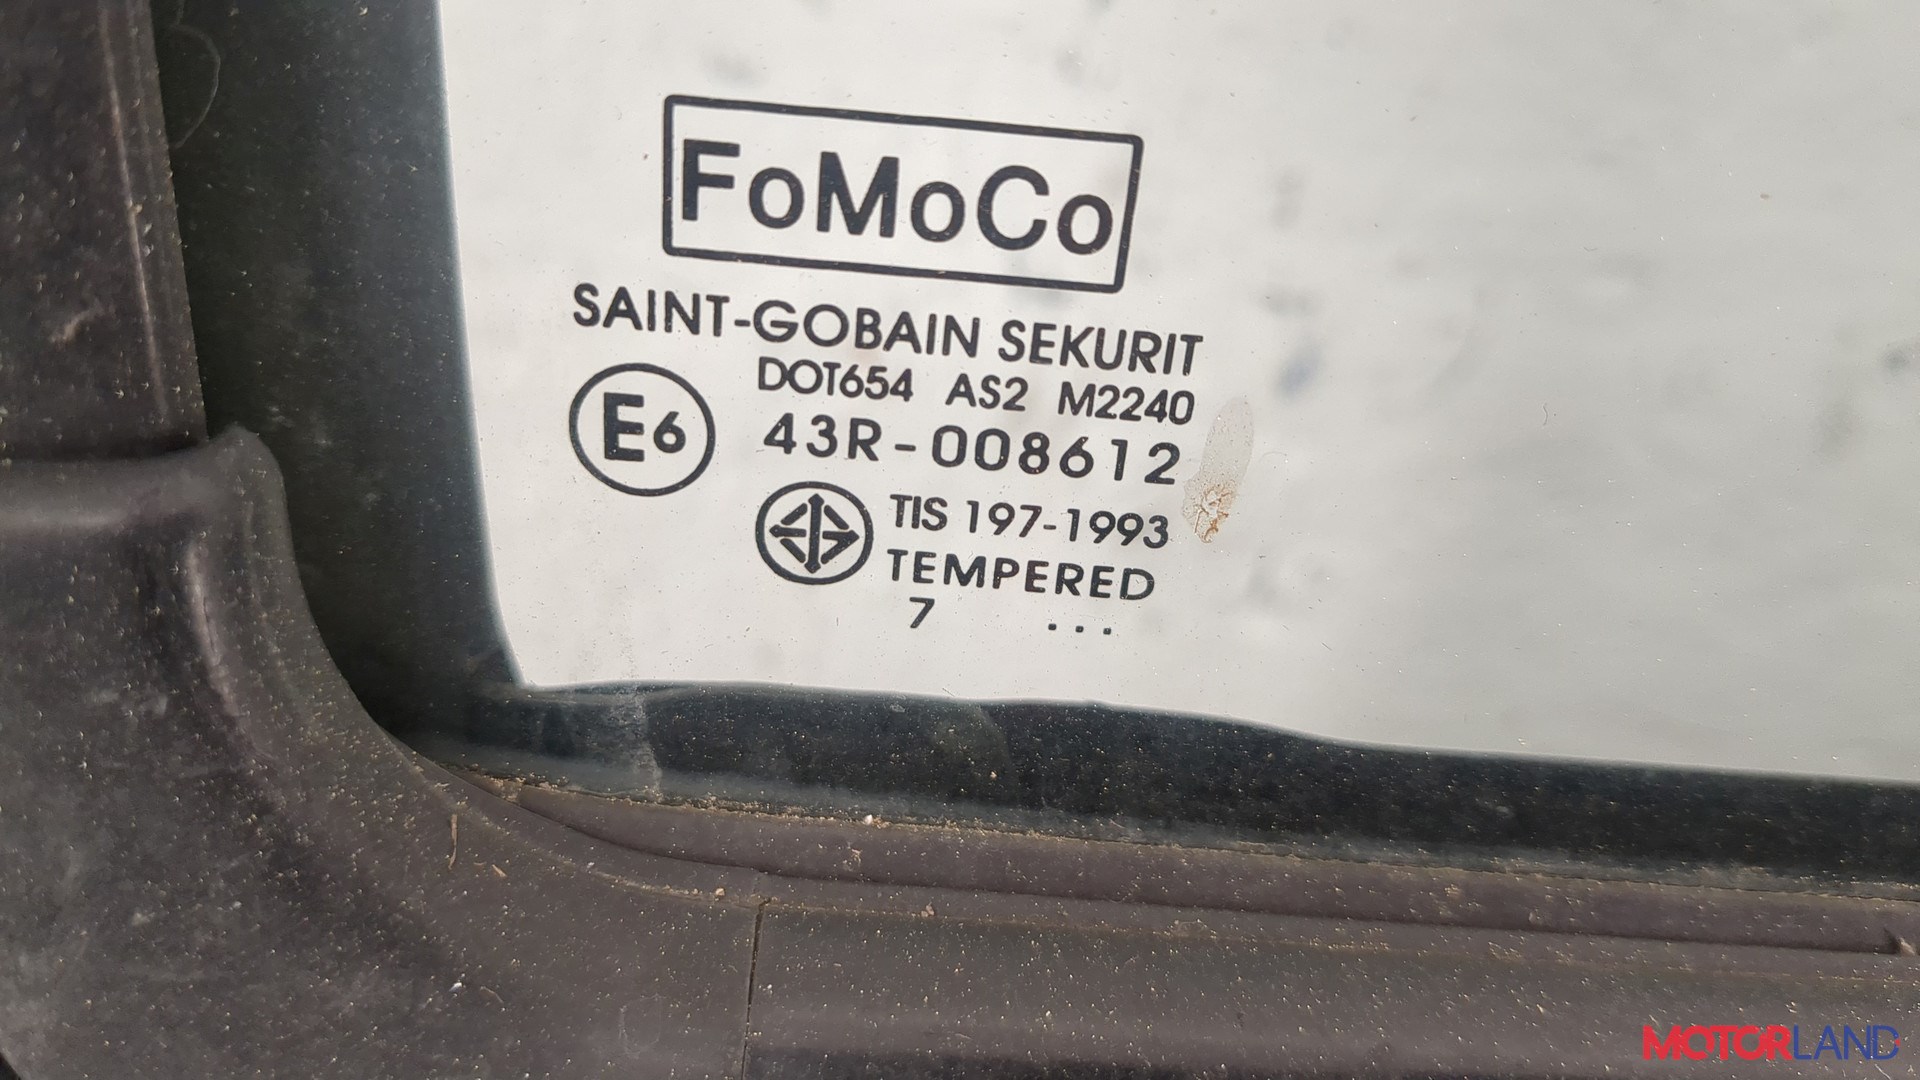 FoMoCo
SAINT-GOBAIN SEKURIT
DOT654 AS2 M2240
E6 43R-008612
TIS 197-1993
TEMPERED
7 ...
MOTORLAND